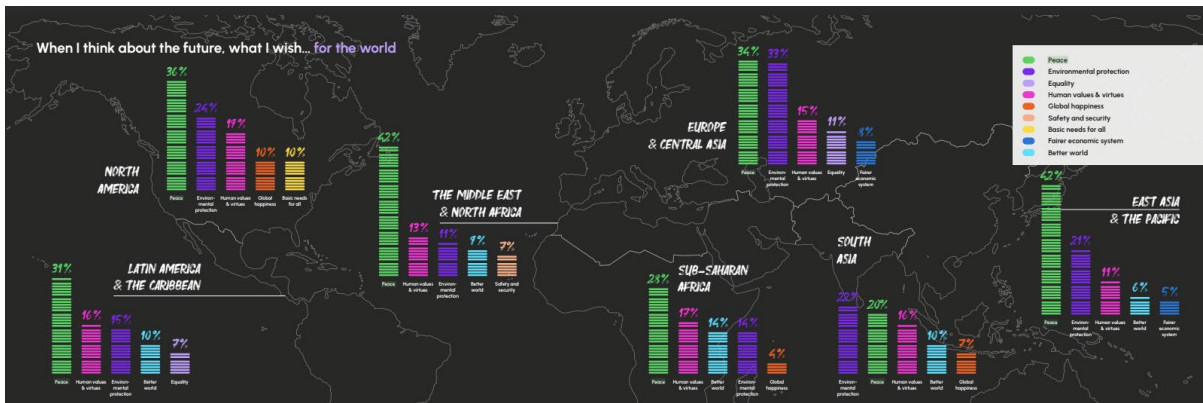 When I think about the future, what I wish... for the world
36%
24%
19%
10%
10%
Peace
Environ-
mental
protection
Human values
& virtues
Global
happiness
Basic needs
for all
NORTH
AMERICA
42%
13%
11%
9%
7%
Peace
Human values
& virtues
Environ-
mental
protection
Better
world
Safety and
security
THE MIDDLE EAST
& NORTH AFRICA
34%
33%
15%
11%
8%
Peace
Environ-
mental
protection
Human values
& virtues
Equality
Fairer
economic
system
EUROPE
& CENTRAL ASIA
Peace
Environmental protection
Equality
Human values & virtues
Global happiness
Safety and security
Basic needs for all
Fairer economic system
Better world
42%
21%
11%
6%
5%
Peace
Environ-
mental
protection
Human values
& virtues
Better
world
Fairer
economic
system
EAST ASIA
& THE PACIFIC
31%
16%
15%
10%
7%
Peace
Human values
& virtues
Environ-
mental
protection
Better
world
Equality
LATIN AMERICA
& THE CARIBBEAN
28%
17%
14%
14%
Peace
Human values
& virtues
Better
world
Environ-
mental
protection
Global
happiness
SUB-SAHARAN
AFRICA
20%
16%
10%
7%
Environ-
mental
protection
Peace
Human values
& virtues
Better
world
Global
happiness
SOUTH
ASIA